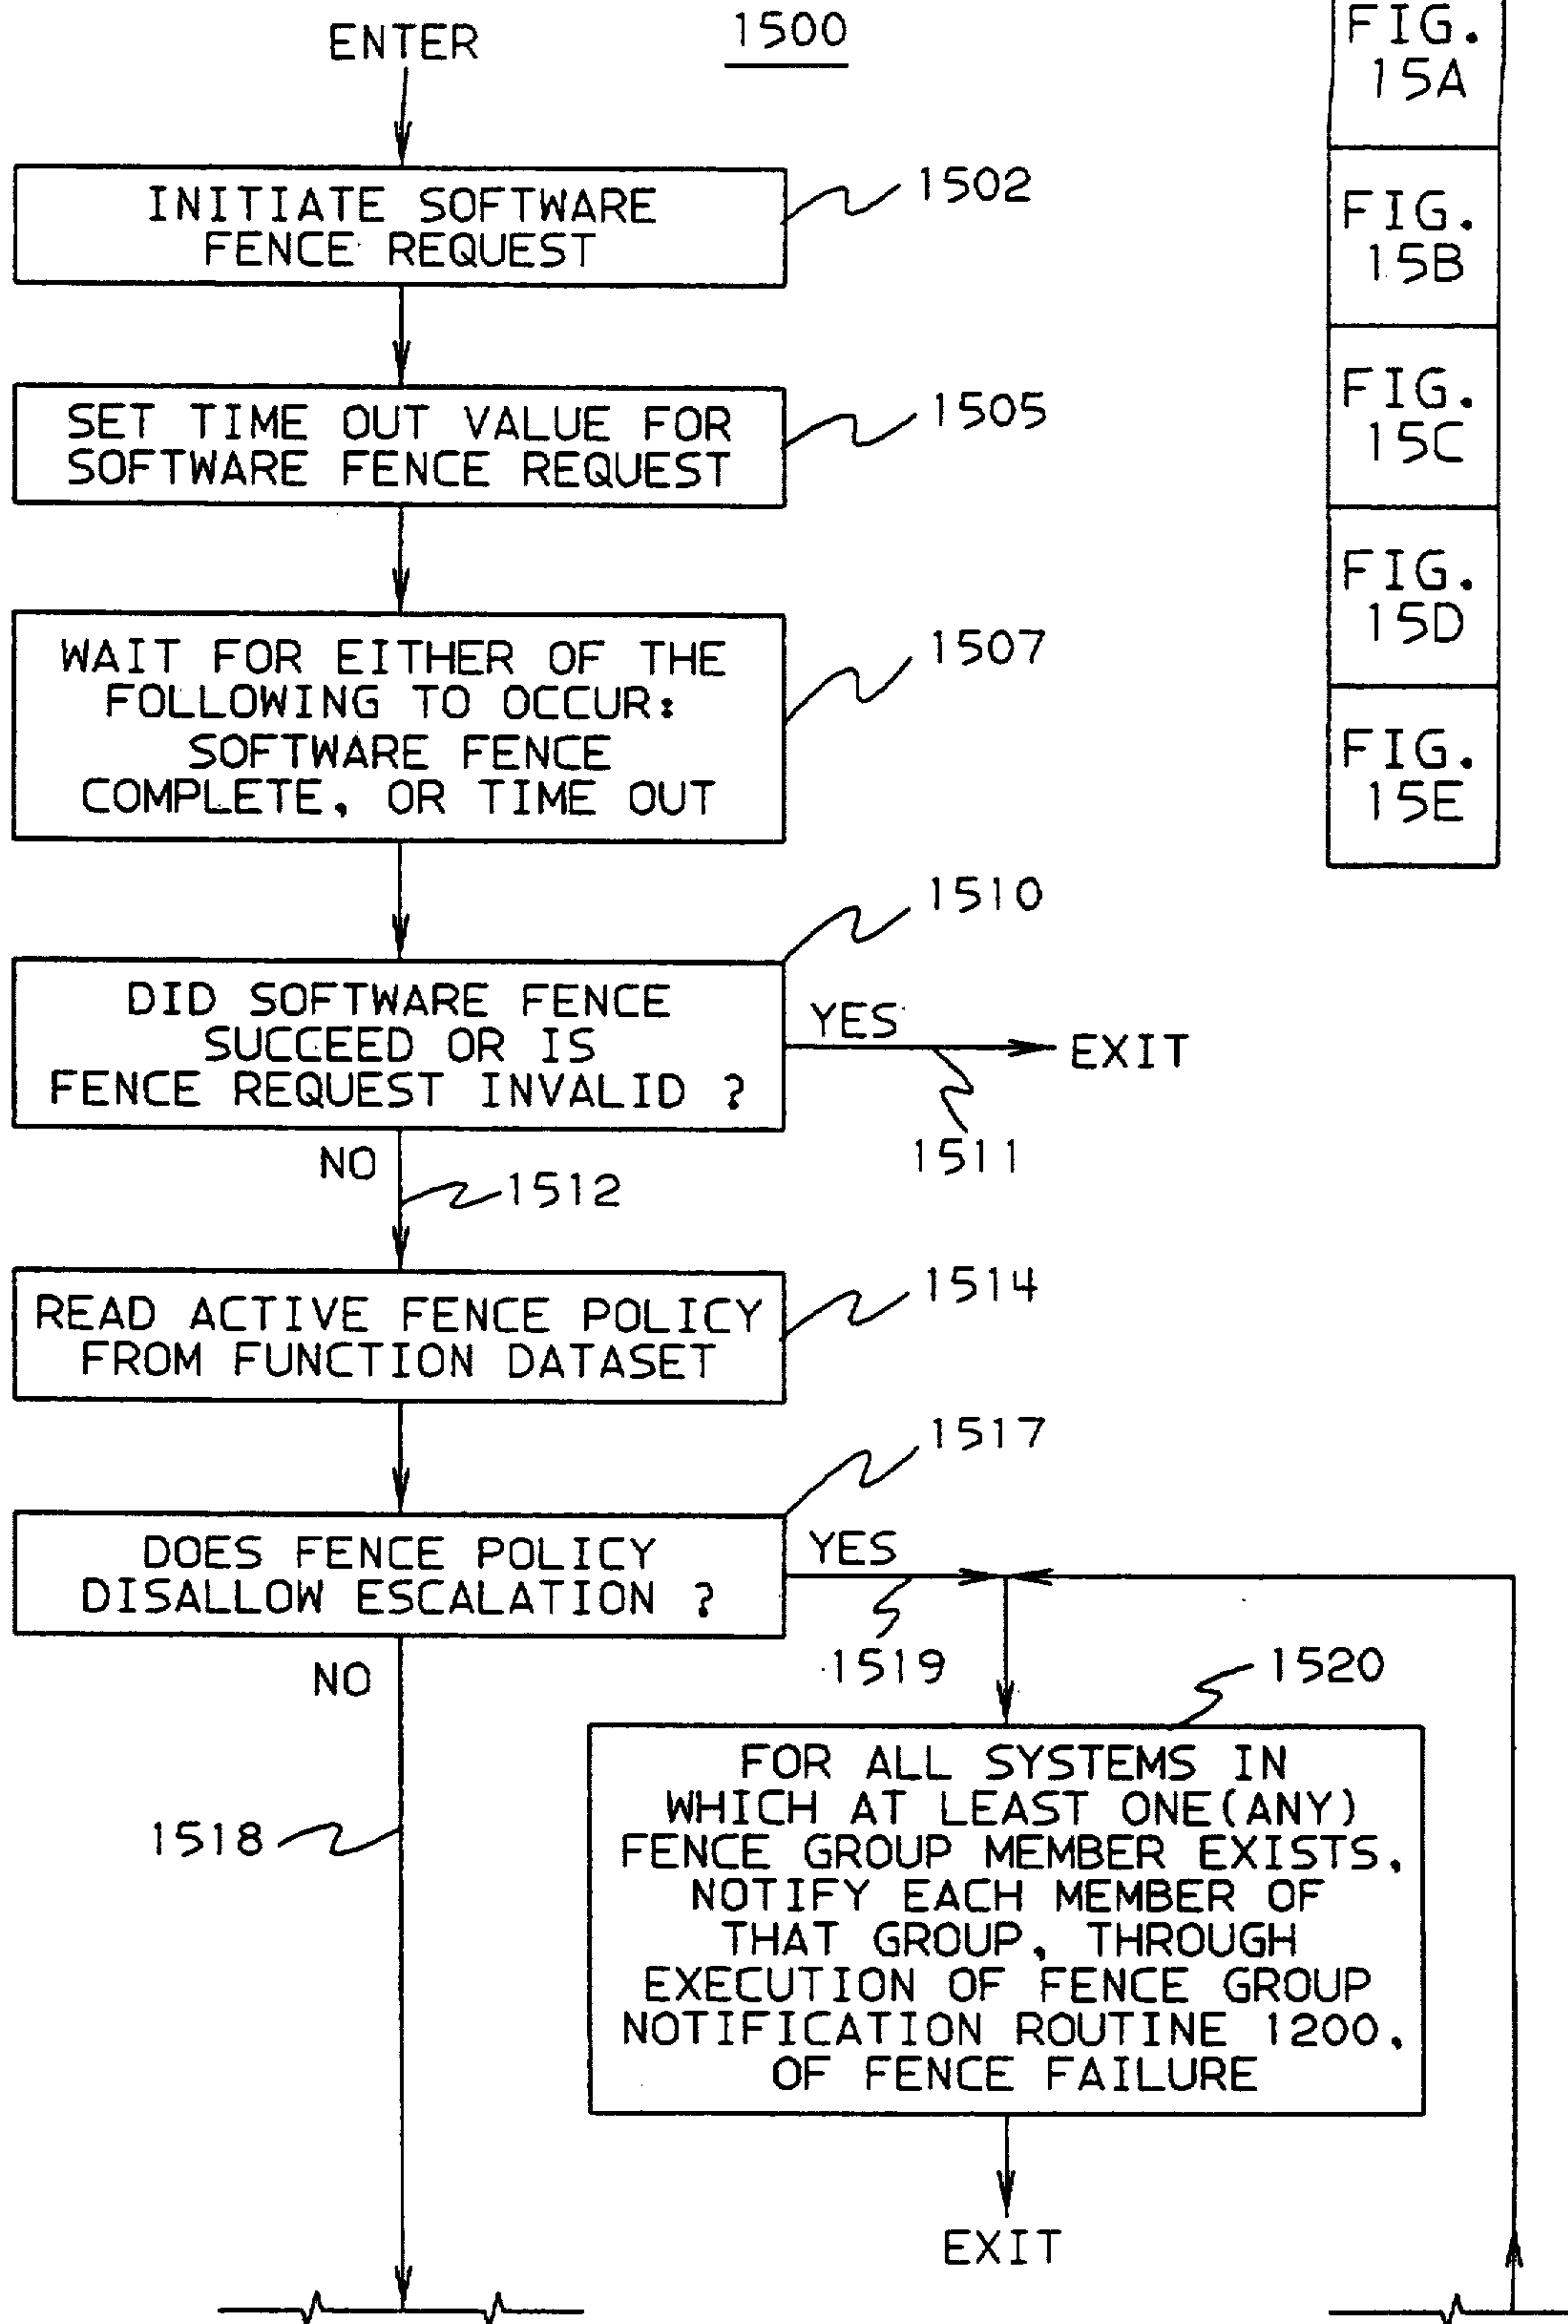 ENTER
1500
FIG.
15A
FIG.
15B
FIG.
15C
FIG.
15D
FIG.
15E
INITIATE SOFTWARE
FENCE REQUEST
1502
SET TIME OUT VALUE FOR
SOFTWARE FENCE REQUEST
1505
WAIT FOR EITHER OF THE
FOLLOWING TO OCCUR:
SOFTWARE FENCE
COMPLETE, OR TIME OUT
1507
1510
DID SOFTWARE FENCE
SUCCEED OR IS
FENCE REQUEST INVALID ?
YES
EXIT
1511
NO
1512
READ ACTIVE FENCE POLICY
FROM FUNCTION DATASET
1514
1517
DOES FENCE POLICY
DISALLOW ESCALATION ?
YES
1519
NO
1518
1520
FOR ALL SYSTEMS IN
WHICH AT LEAST ONE(ANY)
FENCE GROUP MEMBER EXISTS,
NOTIFY EACH MEMBER OF
THAT GROUP, THROUGH
EXECUTION OF FENCE GROUP
NOTIFICATION ROUTINE 1200,
OF FENCE FAILURE
EXIT